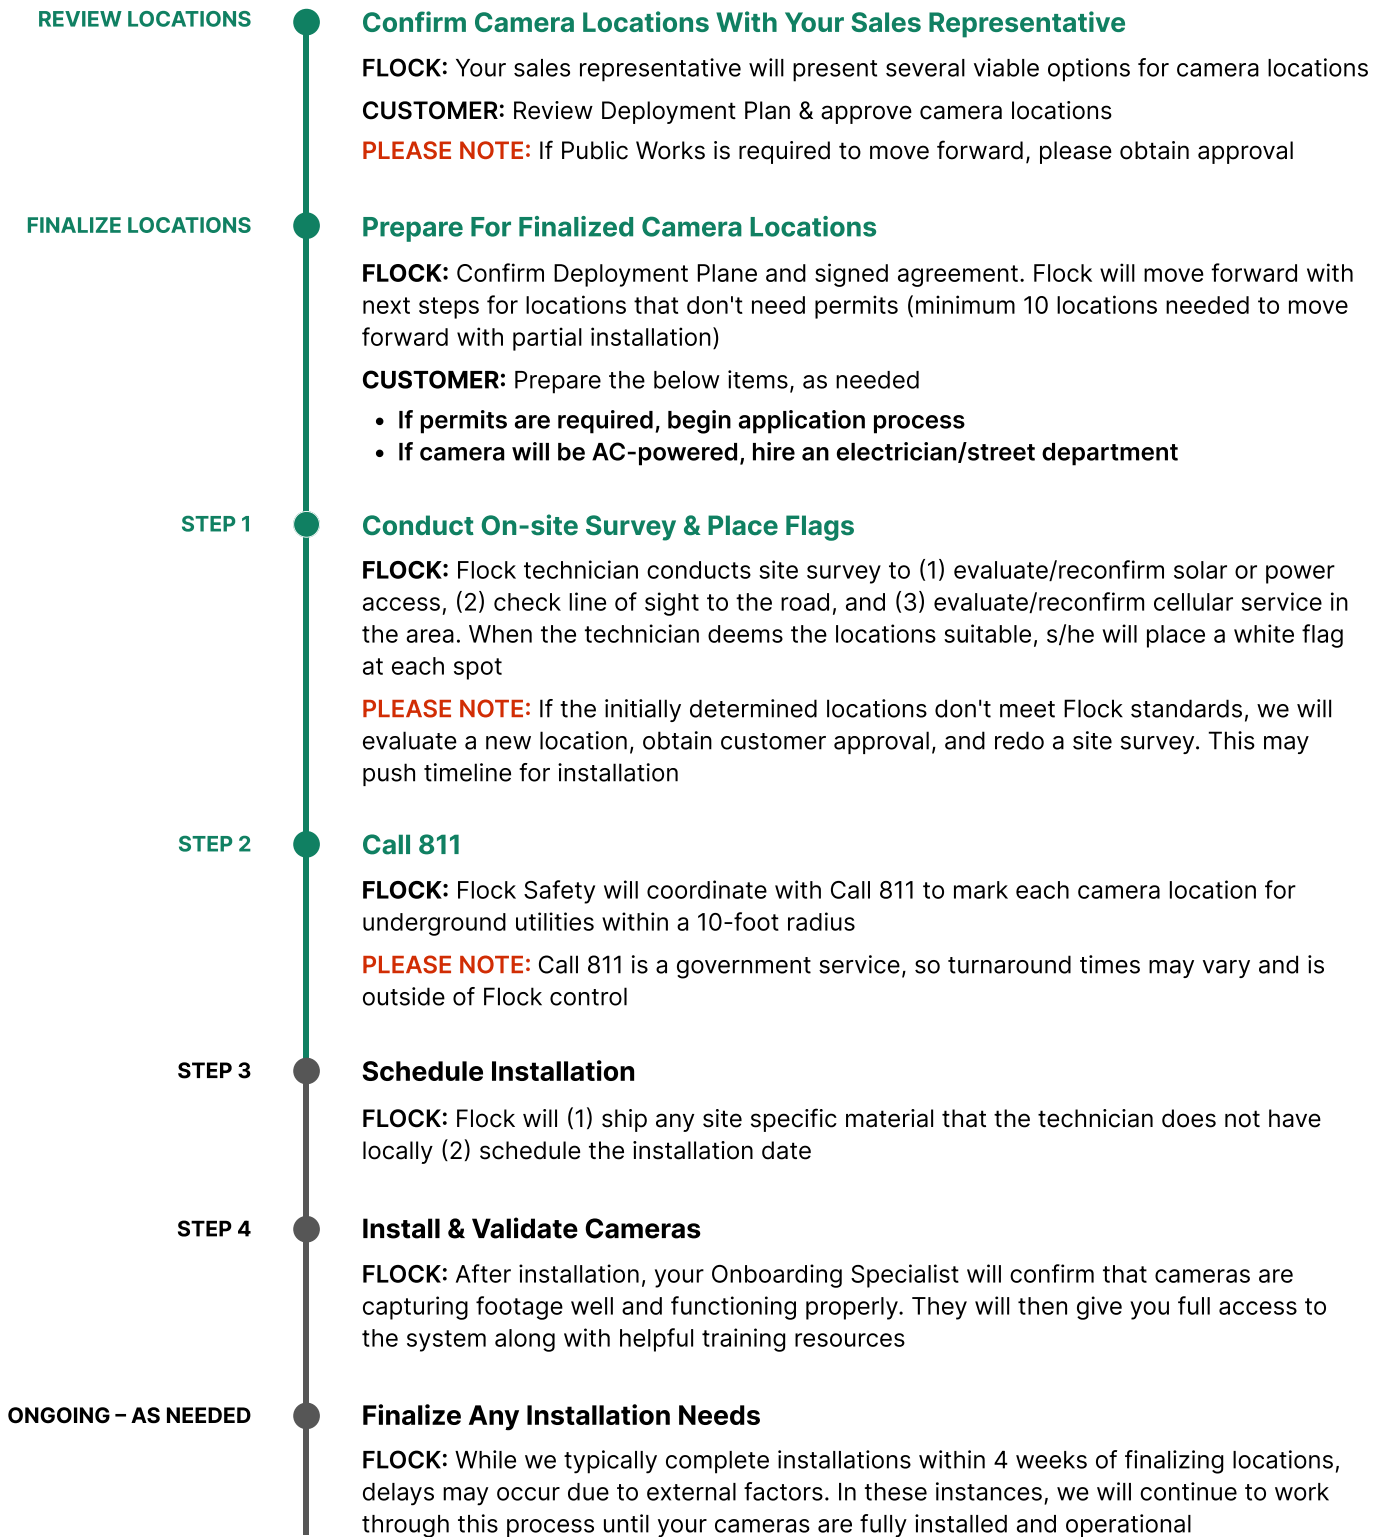 REVIEW LOCATIONS
Confirm Camera Locations With Your Sales Representative
FLOCK: Your sales representative will present several viable options for camera locations
CUSTOMER: Review Deployment Plan & approve camera locations
PLEASE NOTE: If Public Works is required to move forward, please obtain approval
FINALIZE LOCATIONS
Prepare For Finalized Camera Locations
FLOCK: Confirm Deployment Plane and signed agreement. Flock will move forward with
next steps for locations that don't need permits (minimum 10 locations needed to move
forward with partial installation)
CUSTOMER: Prepare the below items, as needed
• If permits are required, begin application process
• If camera will be AC-powered, hire an electrician/street department
STEP 1
Conduct On-site Survey & Place Flags
FLOCK: Flock technician conducts site survey to (1) evaluate/reconfirm solar or power
access, (2) check line of sight to the road, and (3) evaluate/reconfirm cellular service in
the area. When the technician deems the locations suitable, s/he will place a white flag
at each spot
PLEASE NOTE: If the initially determined locations don't meet Flock standards, we will
evaluate a new location, obtain customer approval, and redo a site survey. This may
push timeline for installation
STEP 2
Call 811
FLOCK: Flock Safety will coordinate with Call 811 to mark each camera location for
underground utilities within a 10-foot radius
PLEASE NOTE: Call 811 is a government service, so turnaround times may vary and is
outside of Flock control
STEP 3
Schedule Installation
FLOCK: Flock will (1) ship any site specific material that the technician does not have
locally (2) schedule the installation date
STEP 4
Install & Validate Cameras
FLOCK: After installation, your Onboarding Specialist will confirm that cameras are
capturing footage well and functioning properly. They will then give you full access to
the system along with helpful training resources
ONGOING – AS NEEDED
Finalize Any Installation Needs
FLOCK: While we typically complete installations within 4 weeks of finalizing locations,
delays may occur due to external factors. In these instances, we will continue to work
through this process until your cameras are fully installed and operational